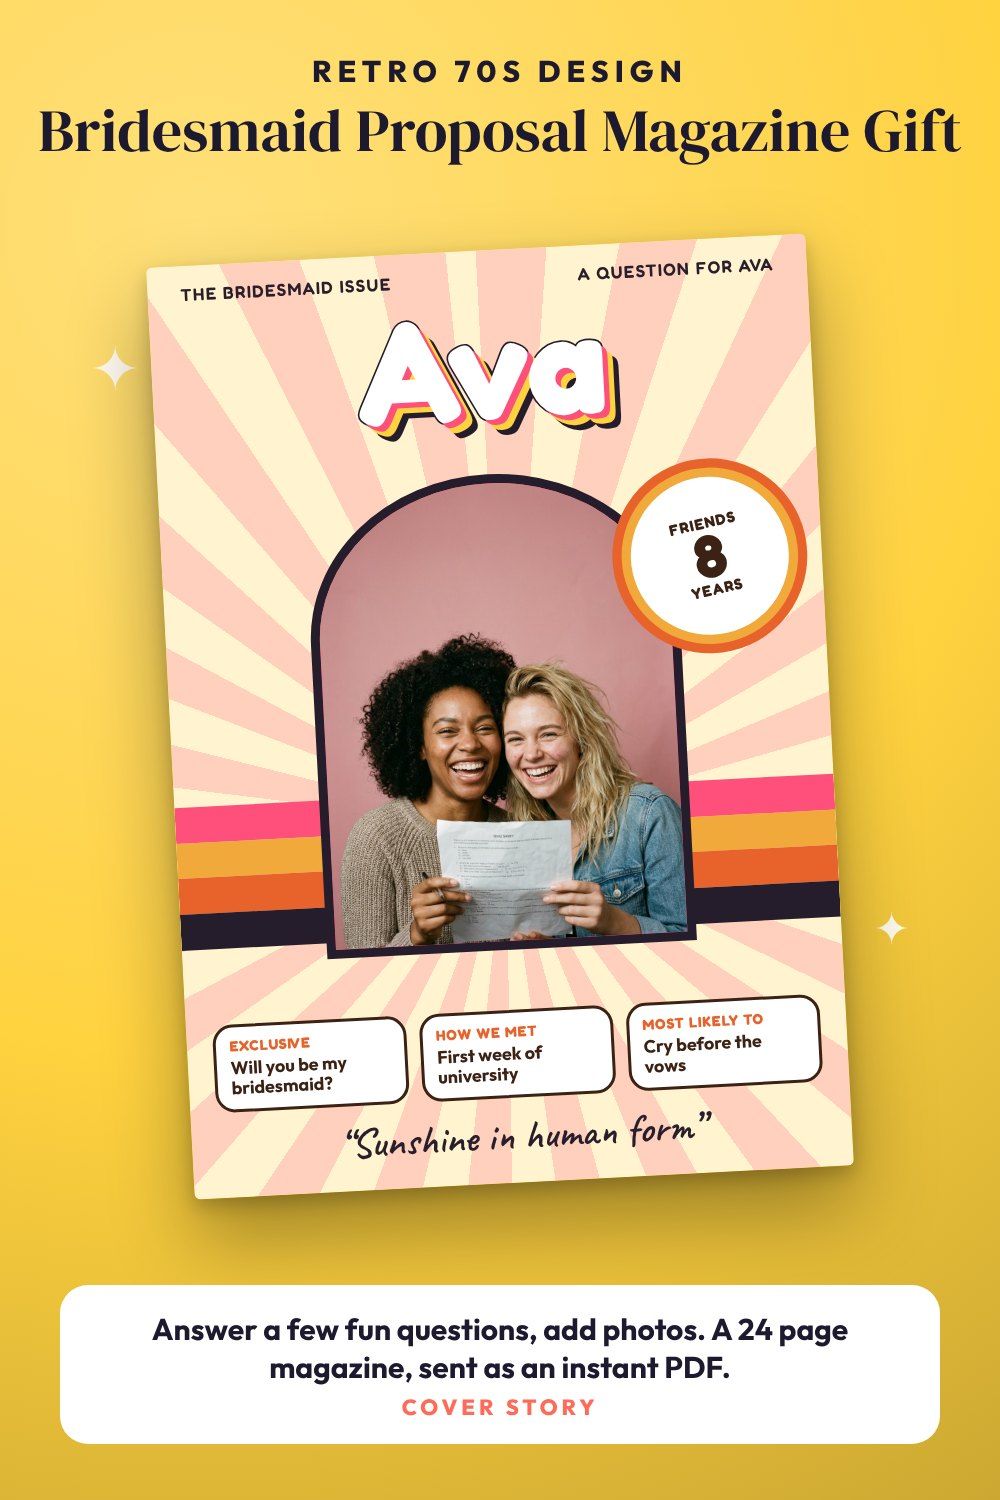 RETRO 70S DESIGN
Bridesmaid Proposal Magazine Gift
THE BRIDESMAID ISSUE
A QUESTION FOR AVA
Ava
FRIENDS
8
YEARS
EXCLUSIVE
Will you be my
bridesmaid?
HOW WE MET
First week of
university
MOST LIKELY TO
Cry before the
vows
“Sunshine in human form”
Answer a few fun questions, add photos. A 24 page
magazine, sent as an instant PDF.
COVER STORY